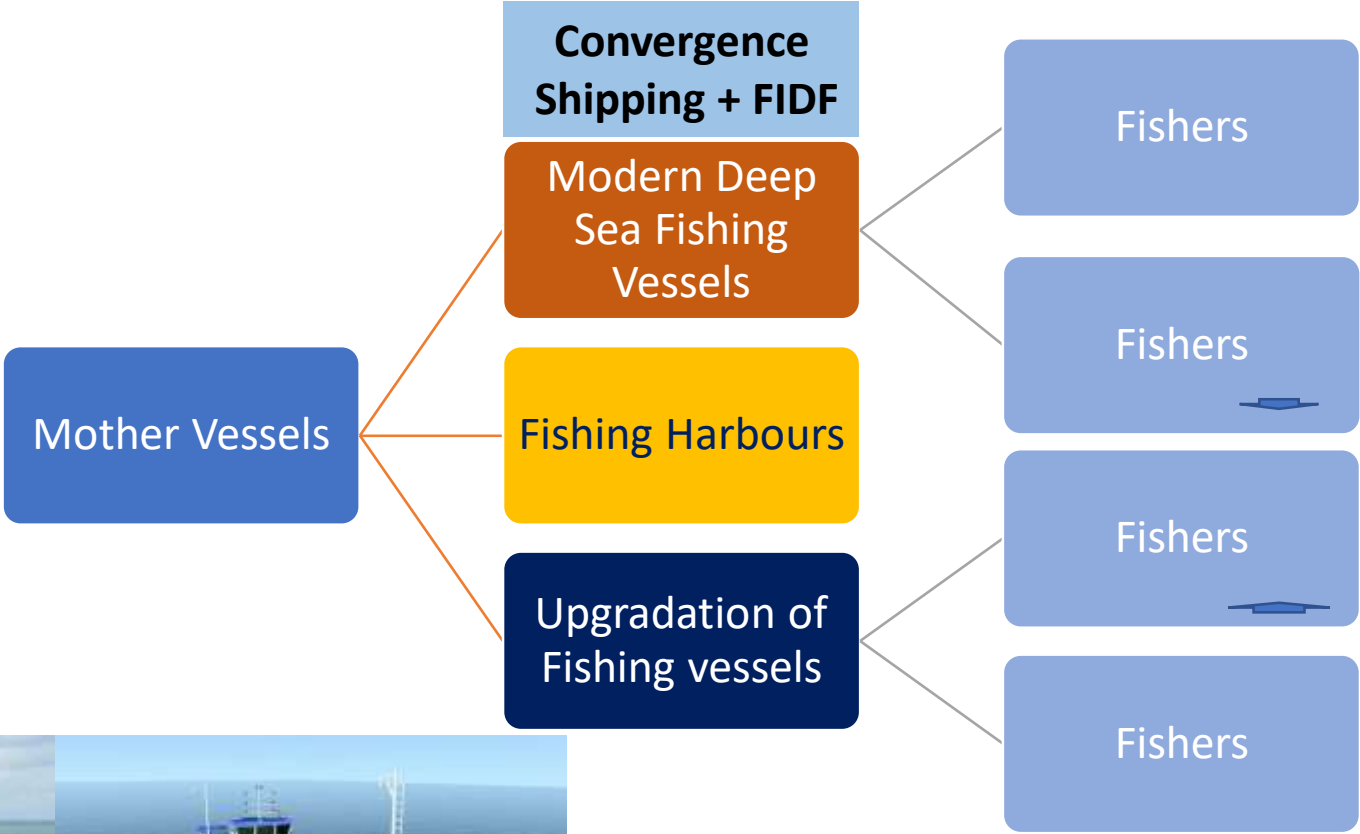 Convergence
Shipping + FIDF
Modern Deep
Sea Fishing
Vessels
Mother Vessels
Fishing Harbours
Upgradation of
Fishing vessels
Fishers
Fishers
Fishers
Fishers